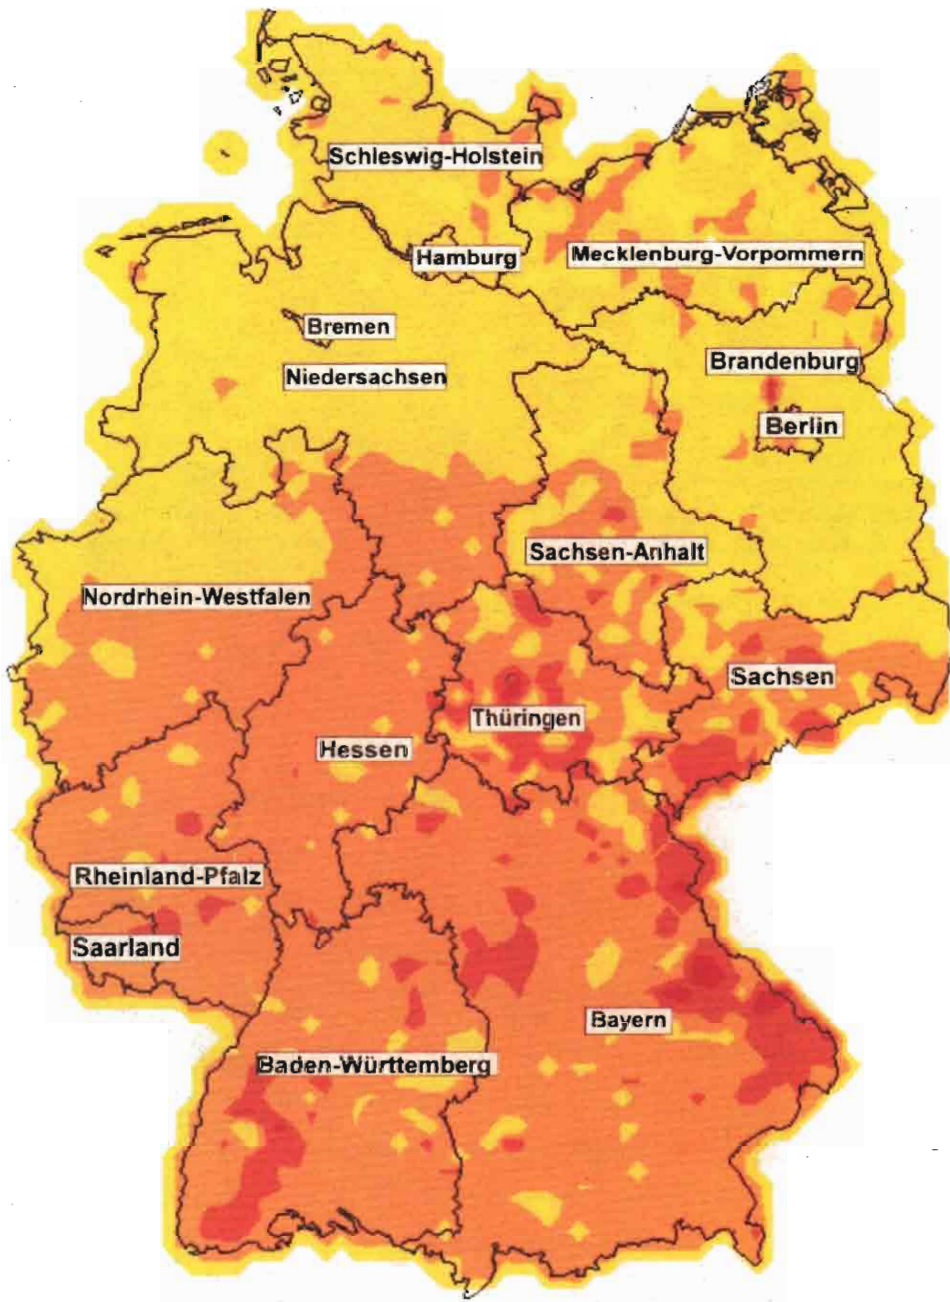 Schleswig-Holstein
Hamburg
Mecklenburg-Vorpommern
Bremen
Niedersachsen
Brandenburg
Berlin
Sachsen-Anhalt
Nordrhein-Westfalen
Sachsen
Thüringen
Hessen
Rheinland-Pfalz
Saarland
Bayern
Baden-Württemberg